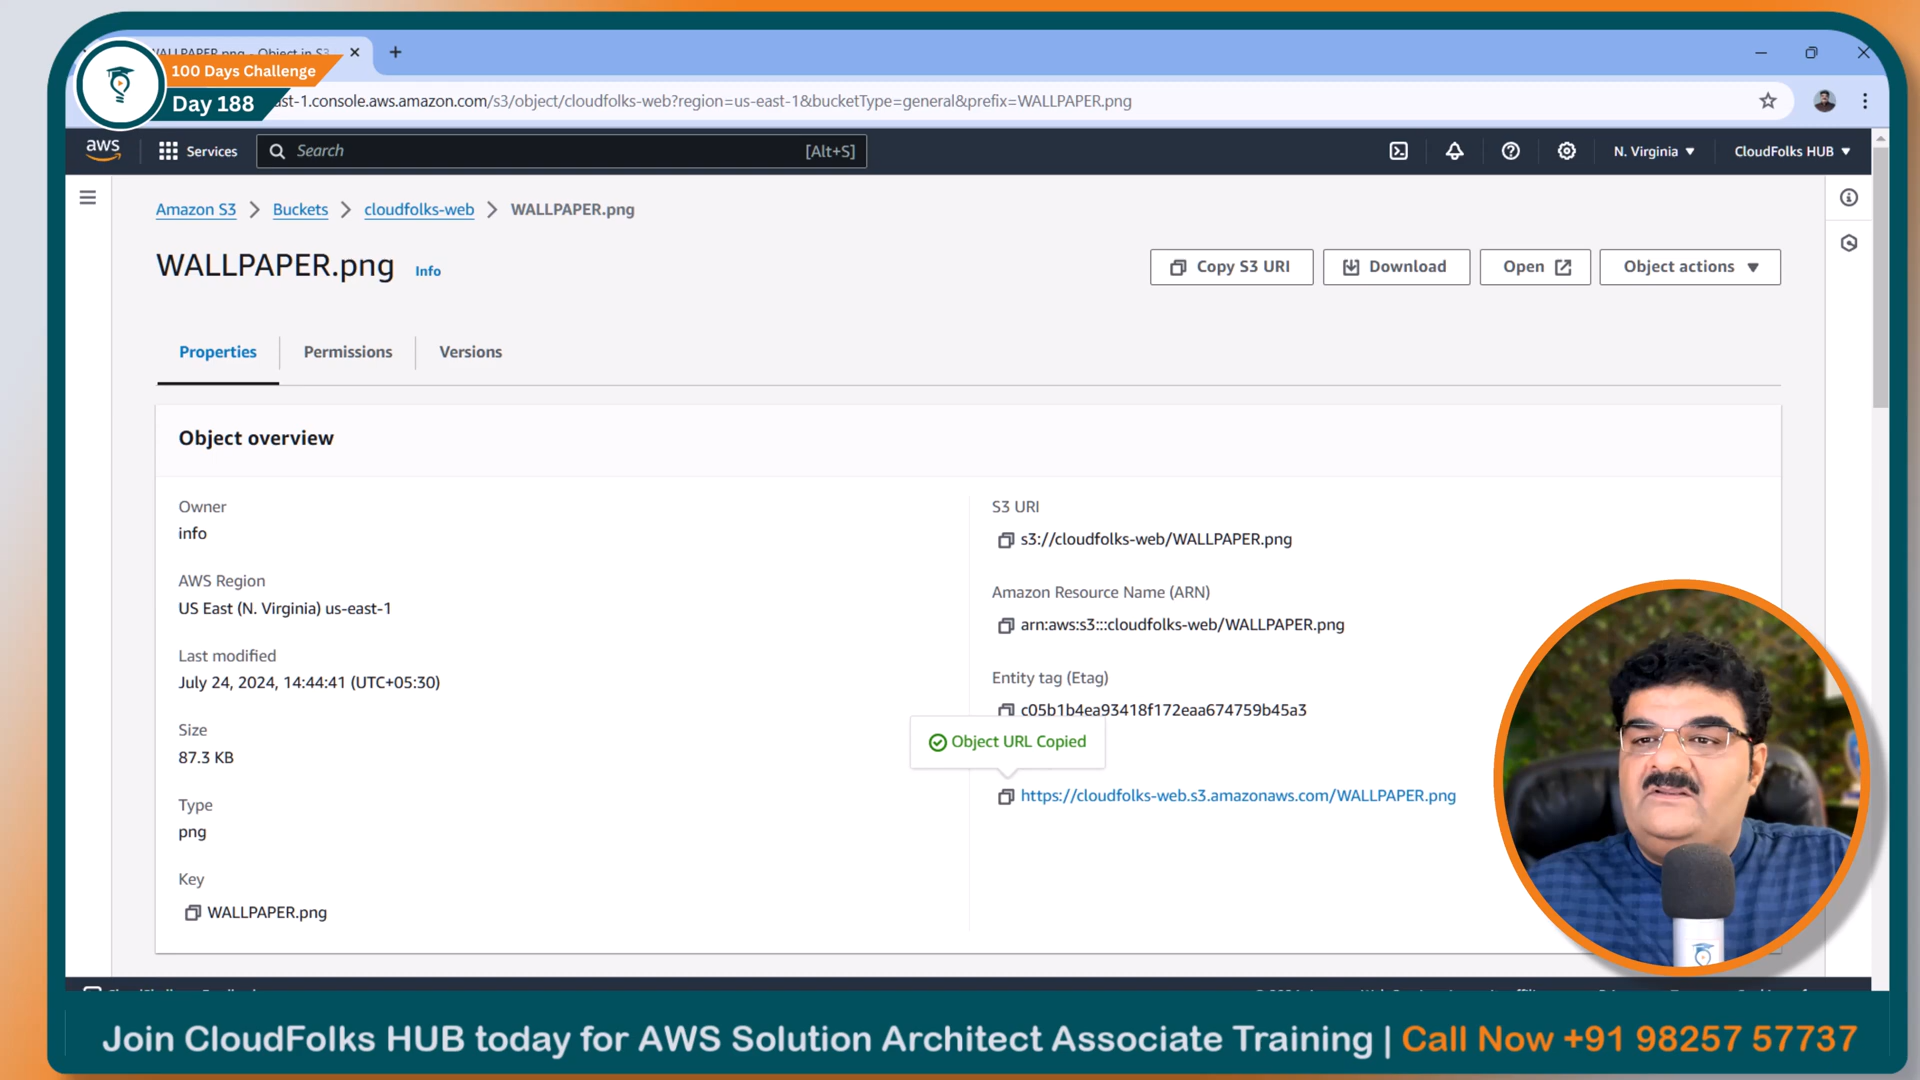 WALLPAPER.png - Object in S3
100 Days Challenge
Day 188
st-1.console.aws.amazon.com/s3/object/cloudfolks-web?region=us-east-1&bucketType=general&prefix=WALLPAPER.png
aws
Services
Search
[Alt+S]
N. Virginia
CloudFolks HUB
Amazon S3
Buckets
cloudfolks-web
WALLPAPER.png
WALLPAPER.png
Info
Copy S3 URI
Download
Open
Object actions
Properties
Permissions
Versions
Object overview
Owner
info
AWS Region
US East (N. Virginia) us-east-1
Last modified
July 24, 2024, 14:44:41 (UTC+05:30)
Size
87.3 KB
Type
png
Key
WALLPAPER.png
S3 URI
s3://cloudfolks-web/WALLPAPER.png
Amazon Resource Name (ARN)
arn:aws:s3:::cloudfolks-web/WALLPAPER.png
Entity tag (Etag)
c05b1b4ea93418f172eaa674759b45a3
Object URL Copied
https://cloudfolks-web.s3.amazonaws.com/WALLPAPER.png
Join CloudFolks HUB today for AWS Solution Architect Associate Training | Call Now +91 98257 57737